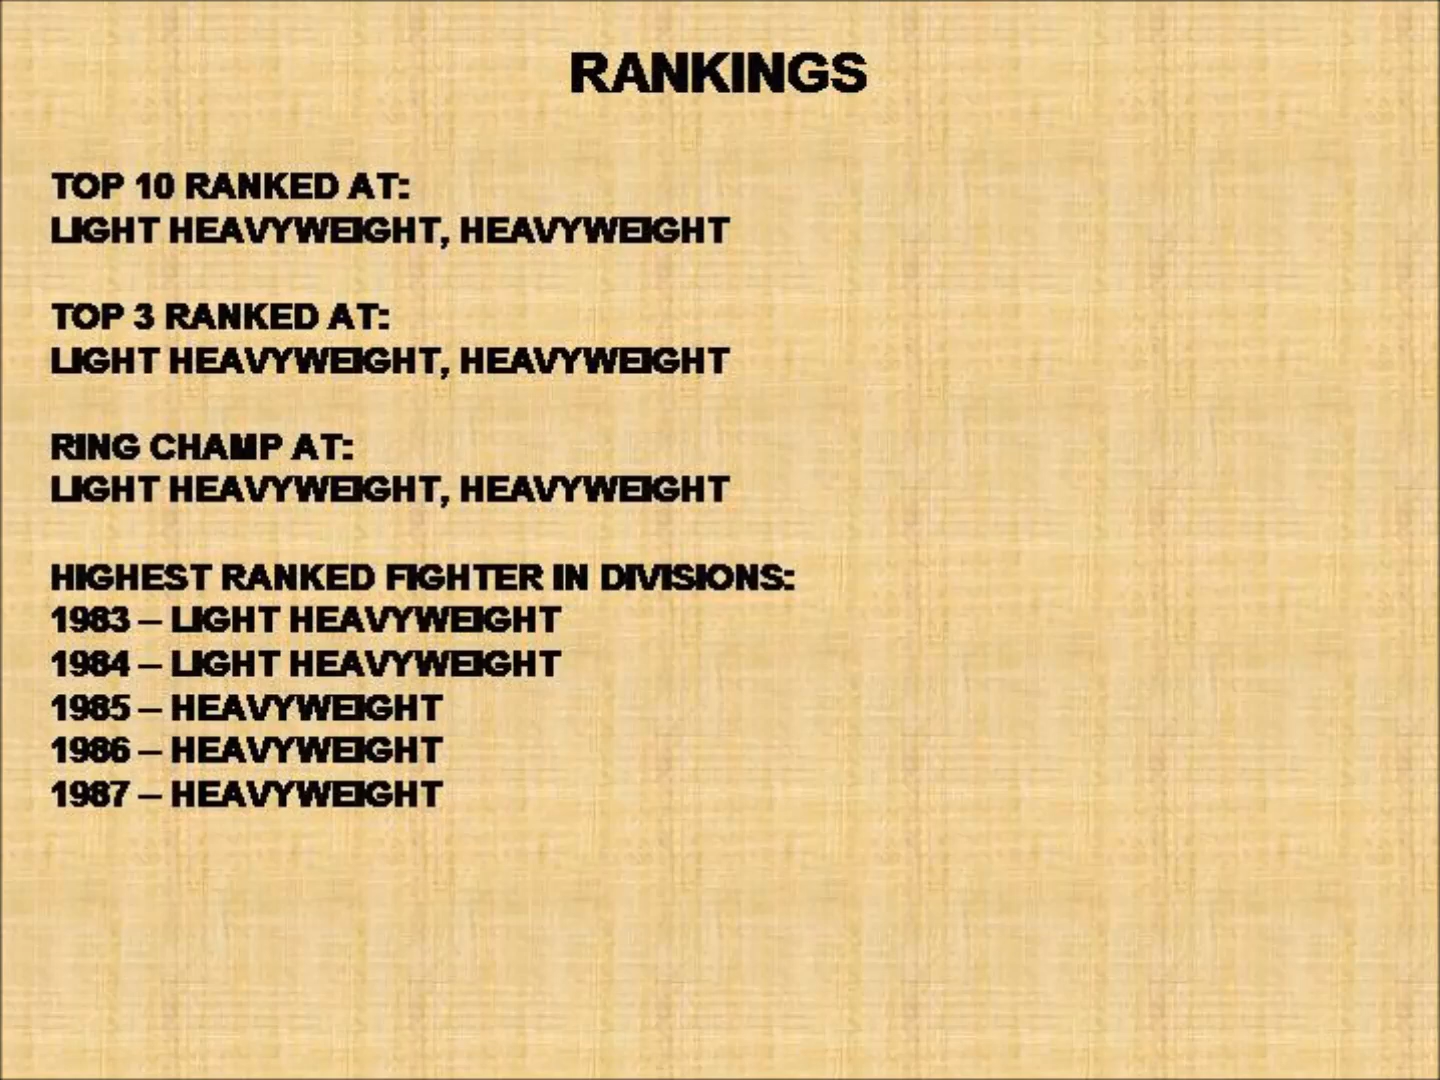 RANKINGS
TOP 10 RANKED AT:
LIGHT HEAVYWEIGHT, HEAVYWEIGHT
TOP 3 RANKED AT:
LIGHT HEAVYWEIGHT, HEAVYWEIGHT
RING CHAMP AT:
LIGHT HEAVYWEIGHT, HEAVYWEIGHT
HIGHEST RANKED FIGHTER IN DIVISIONS:
1983 – LIGHT HEAVYWEIGHT
1984 – LIGHT HEAVYWEIGHT
1985 – HEAVYWEIGHT
1986 – HEAVYWEIGHT
1987 – HEAVYWEIGHT